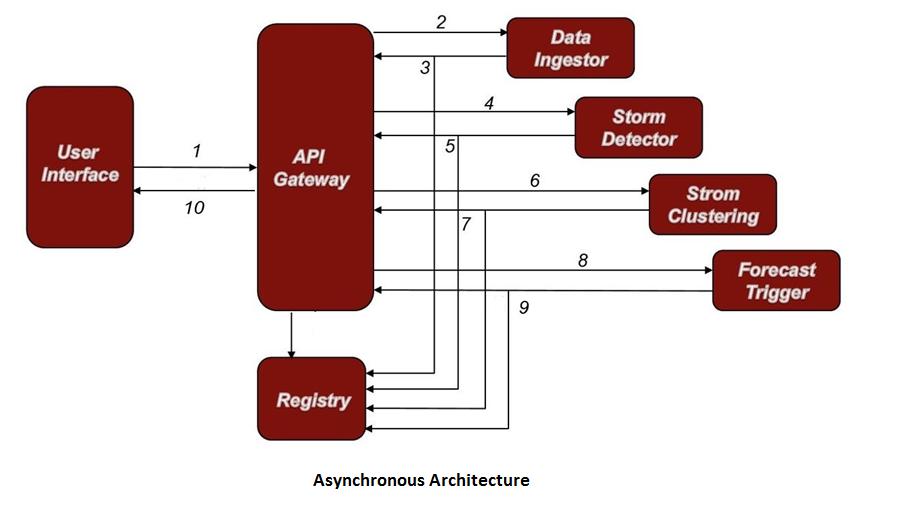 2
Data
Ingestor
3
4
Storm
Detector
5
User
Interface
1
10
API
Gateway
6
Strom
Clustering
7
8
Forecast
Trigger
9
Registry
Asynchronous Architecture